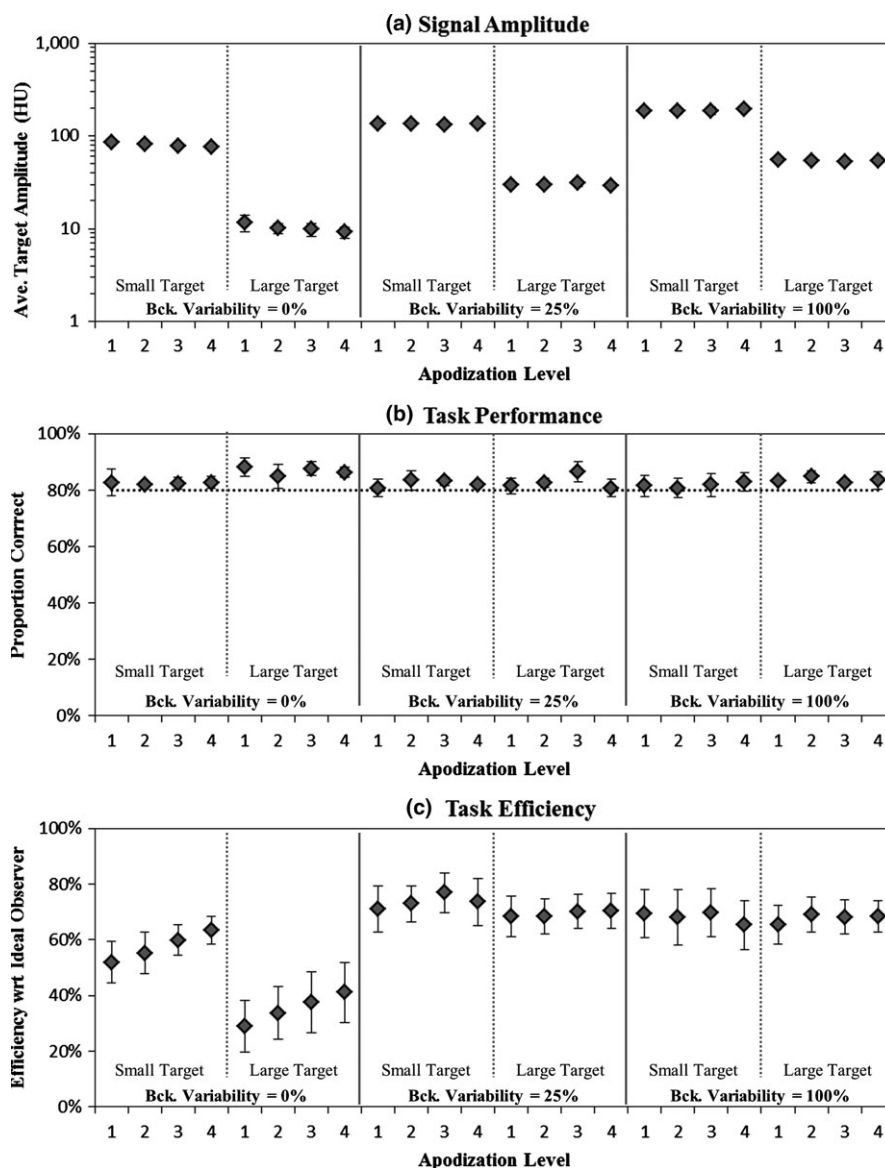 (a) Signal Amplitude
Ave. Target Amplitude (HU)
1,000
100
10
1
Small Target Large Target Small Target Large Target Small Target Large Target
Bck. Variability = 0% Bck. Variability = 25% Bck. Variability = 100%
1 2 3 4 1 2 3 4 1 2 3 4 1 2 3 4 1 2 3 4 1 2 3 4
Apodization Level
(b) Task Performance
Proportion Corrrect
100%
80%
60%
40%
20%
0%
Small Target Large Target Small Target Large Target Small Target Large Target
Bck. Variability = 0% Bck. Variability = 25% Bck. Variability = 100%
1 2 3 4 1 2 3 4 1 2 3 4 1 2 3 4 1 2 3 4 1 2 3 4
Apodization Level
(c) Task Efficiency
Efficiency wrt Ideal Observer
100%
80%
60%
40%
20%
0%
Small Target Large Target Small Target Large Target Small Target Large Target
Bck. Variability = 0% Bck. Variability = 25% Bck. Variability = 100%
1 2 3 4 1 2 3 4 1 2 3 4 1 2 3 4 1 2 3 4 1 2 3 4
Apodization Level